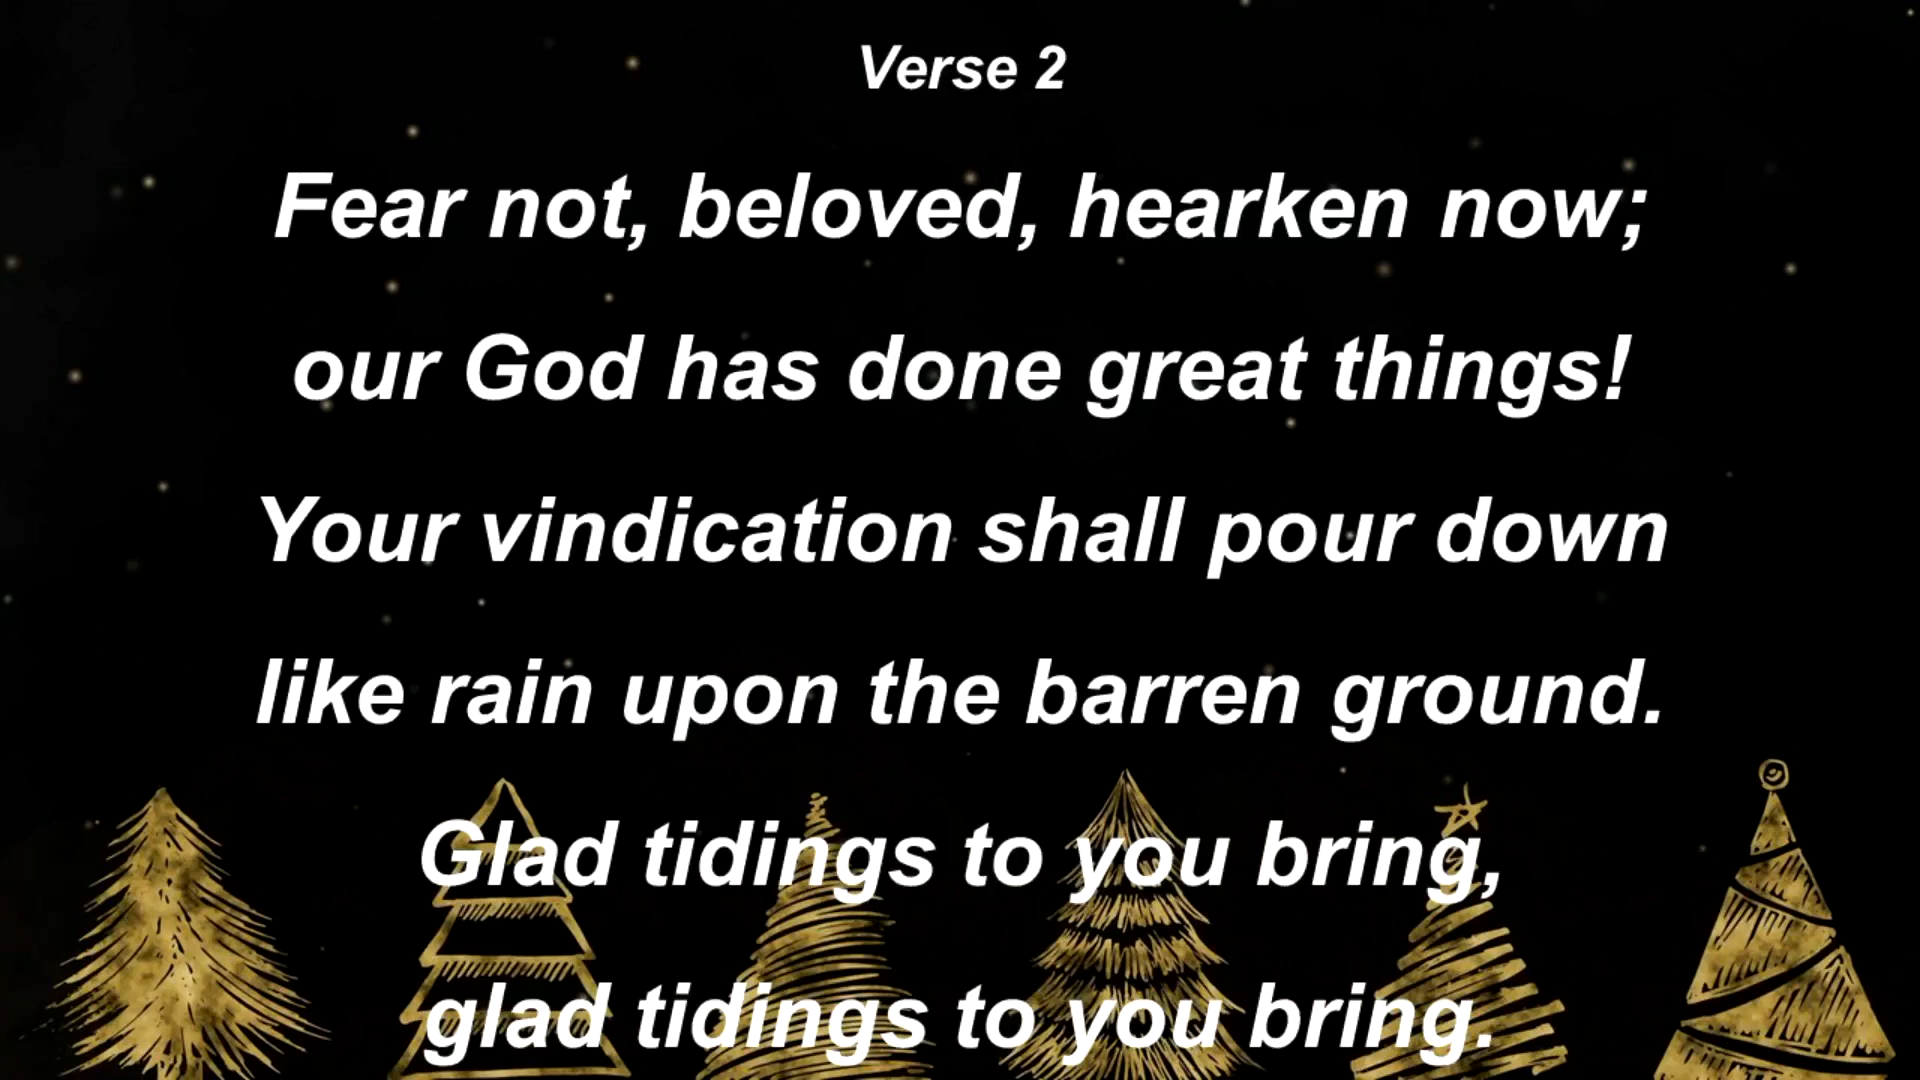 Verse 2
Fear not, beloved, hearken now;
our God has done great things!
Your vindication shall pour down
like rain upon the barren ground.
Glad tidings to you bring,
glad tidings to you bring.